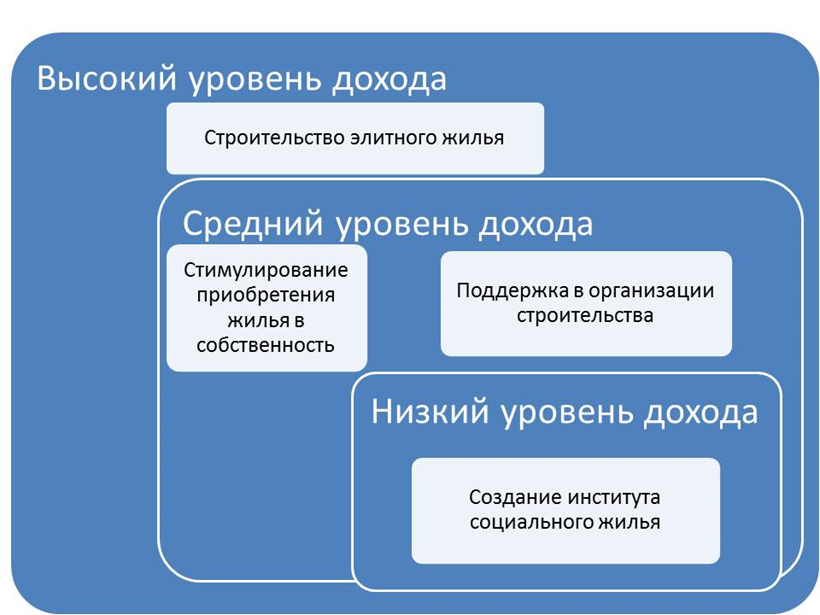 Высокий уровень дохода
Строительство элитного жилья
Средний уровень дохода
Стимулирование
приобретения
жилья в
собственность
Поддержка в организации
строительства
Низкий уровень дохода
Создание института
социального жилья